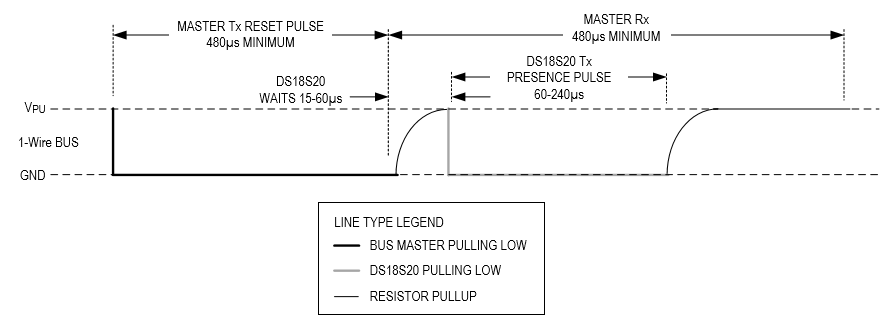 MASTER Tx RESET PULSE
480µs MINIMUM
MASTER Rx
480µs MINIMUM
DS18S20
WAITS 15-60µs
DS18S20 Tx
PRESENCE PULSE
60-240µs
VPU
1-Wire BUS
GND
LINE TYPE LEGEND
BUS MASTER PULLING LOW
DS18S20 PULLING LOW
RESISTOR PULLUP